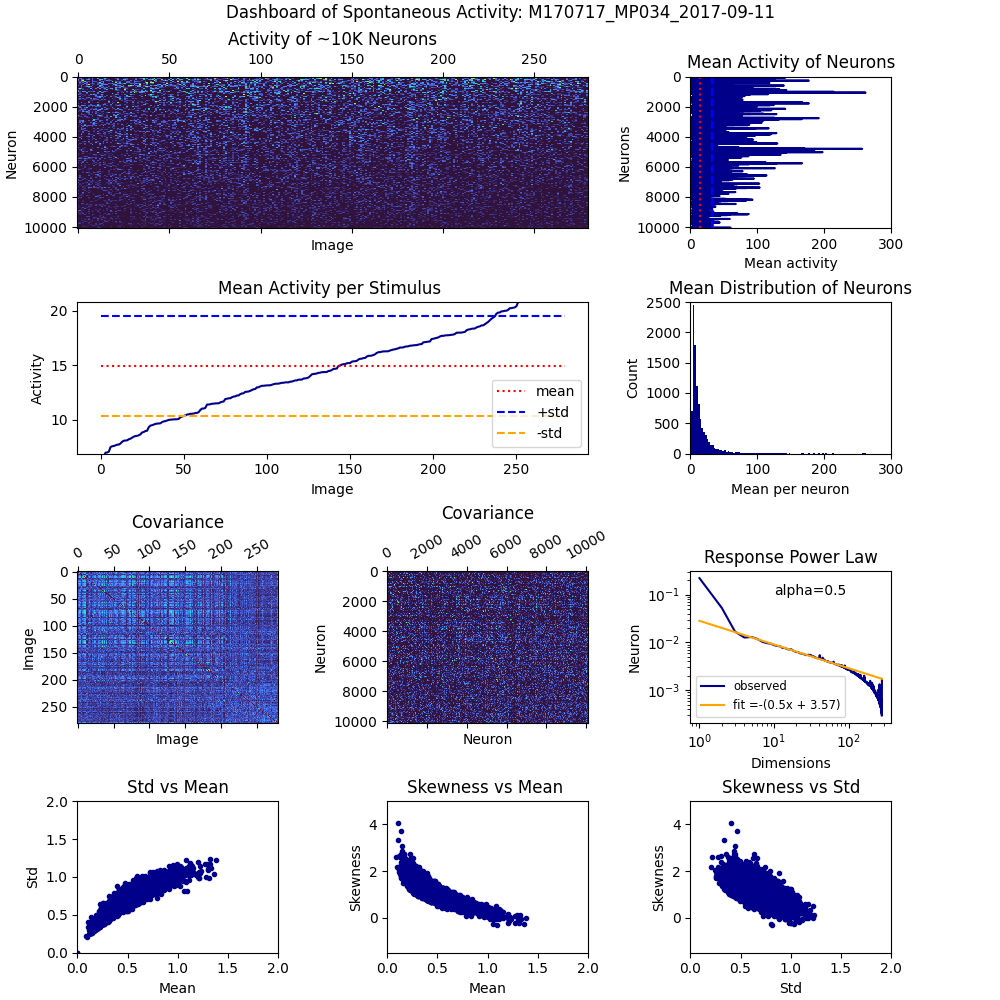 Dashboard of Spontaneous Activity: M170717_MP034_2017-09-11
Activity of ~10K Neurons
0 50 100 150 200 250
0
2000
4000
6000
8000
10000
Neuron
Image
Mean Activity of Neurons
0
2000
4000
6000
8000
10000
Neurons
0 100 200 300
Mean activity
Mean Activity per Stimulus
20
15
10
Activity
mean
+std
-std
0 50 100 150 200 250
Image
Mean Distribution of Neurons
2500
2000
1500
1000
500
0
Count
0 100 200 300
Mean per neuron
Covariance
0 50 100 150 200 250
0
50
100
150
200
250
Image
Image
Covariance
0 2000 4000 6000 8000 10000
0
2000
4000
6000
8000
10000
Neuron
Neuron
Response Power Law
alpha=0.5
10⁻¹
10⁻²
10⁻³
Neuron
observed
fit =-(0.5x + 3.57)
10⁰ 10¹ 10²
Dimensions
Std vs Mean
2.0
1.5
1.0
0.5
0.0
Std
0.0 0.5 1.0 1.5 2.0
Mean
Skewness vs Mean
4
2
0
Skewness
0.0 0.5 1.0 1.5 2.0
Mean
Skewness vs Std
4
2
0
Skewness
0.0 0.5 1.0 1.5 2.0
Std